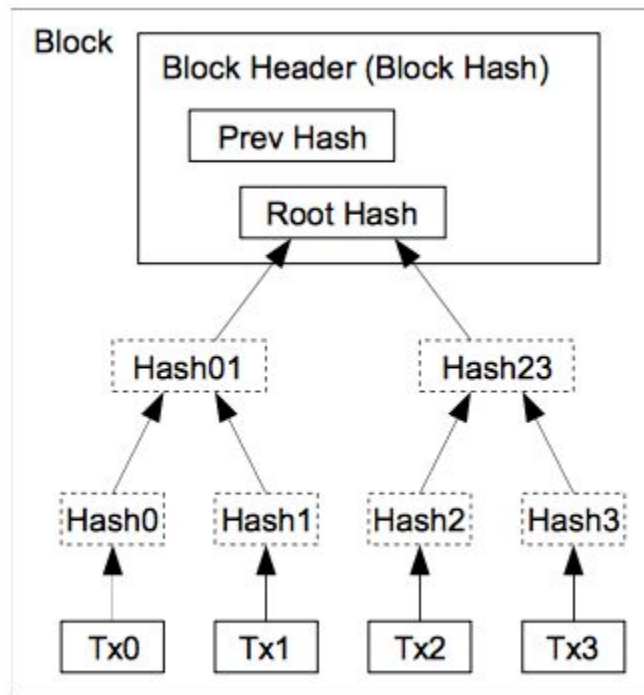 Block
Block Header (Block Hash)
Prev Hash
Root Hash
Hash01 Hash23
Hash0 Hash1 Hash2 Hash3
Tx0 Tx1 Tx2 Tx3